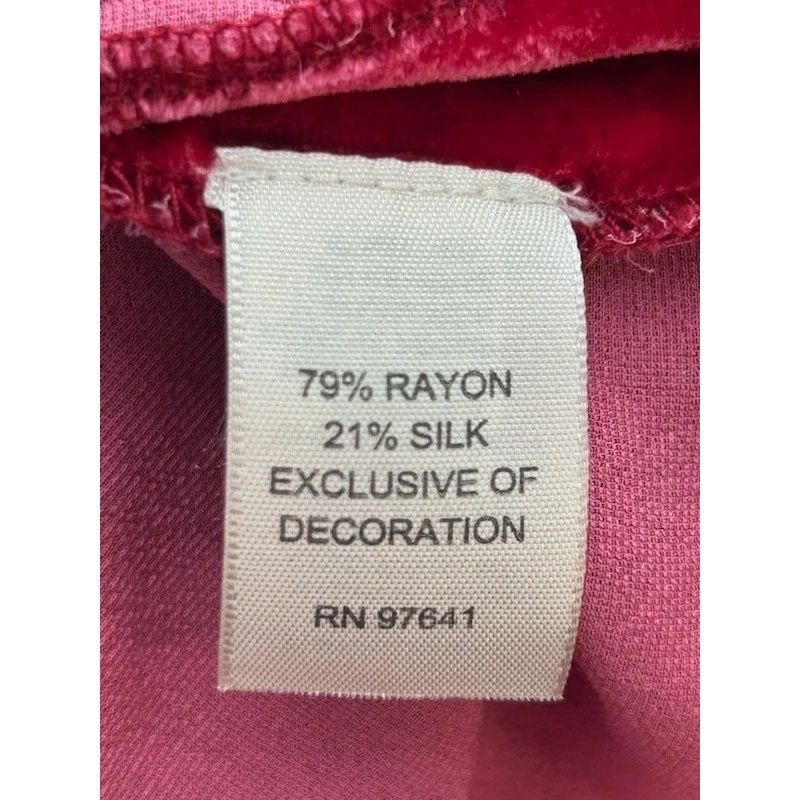 79% RAYON
21% SILK
EXCLUSIVE OF
DECORATION
RN 97641